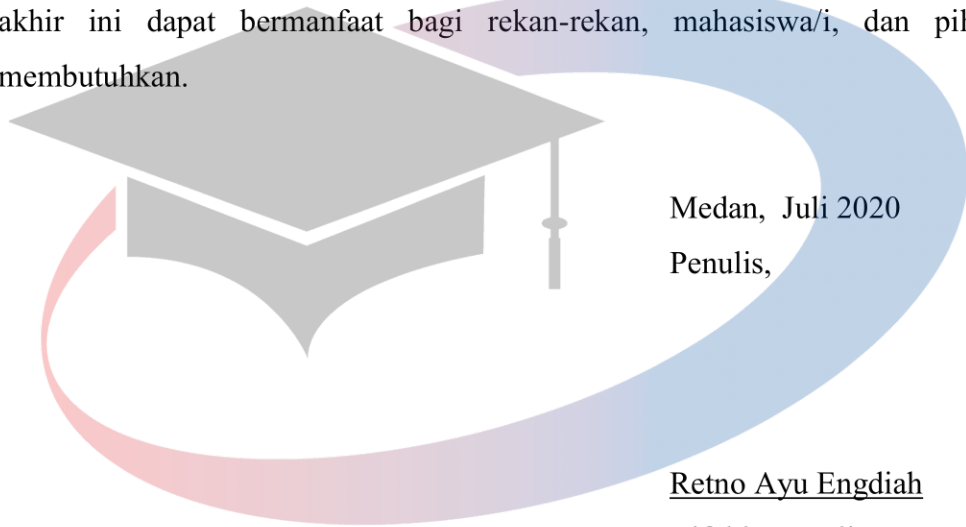 akhir ini dapat bermanfaat bagi rekan-rekan, mahasiswa/i, dan
membutuhkan.
Medan, Juli 2020
Penulis,
Retno Ayu Engdiah